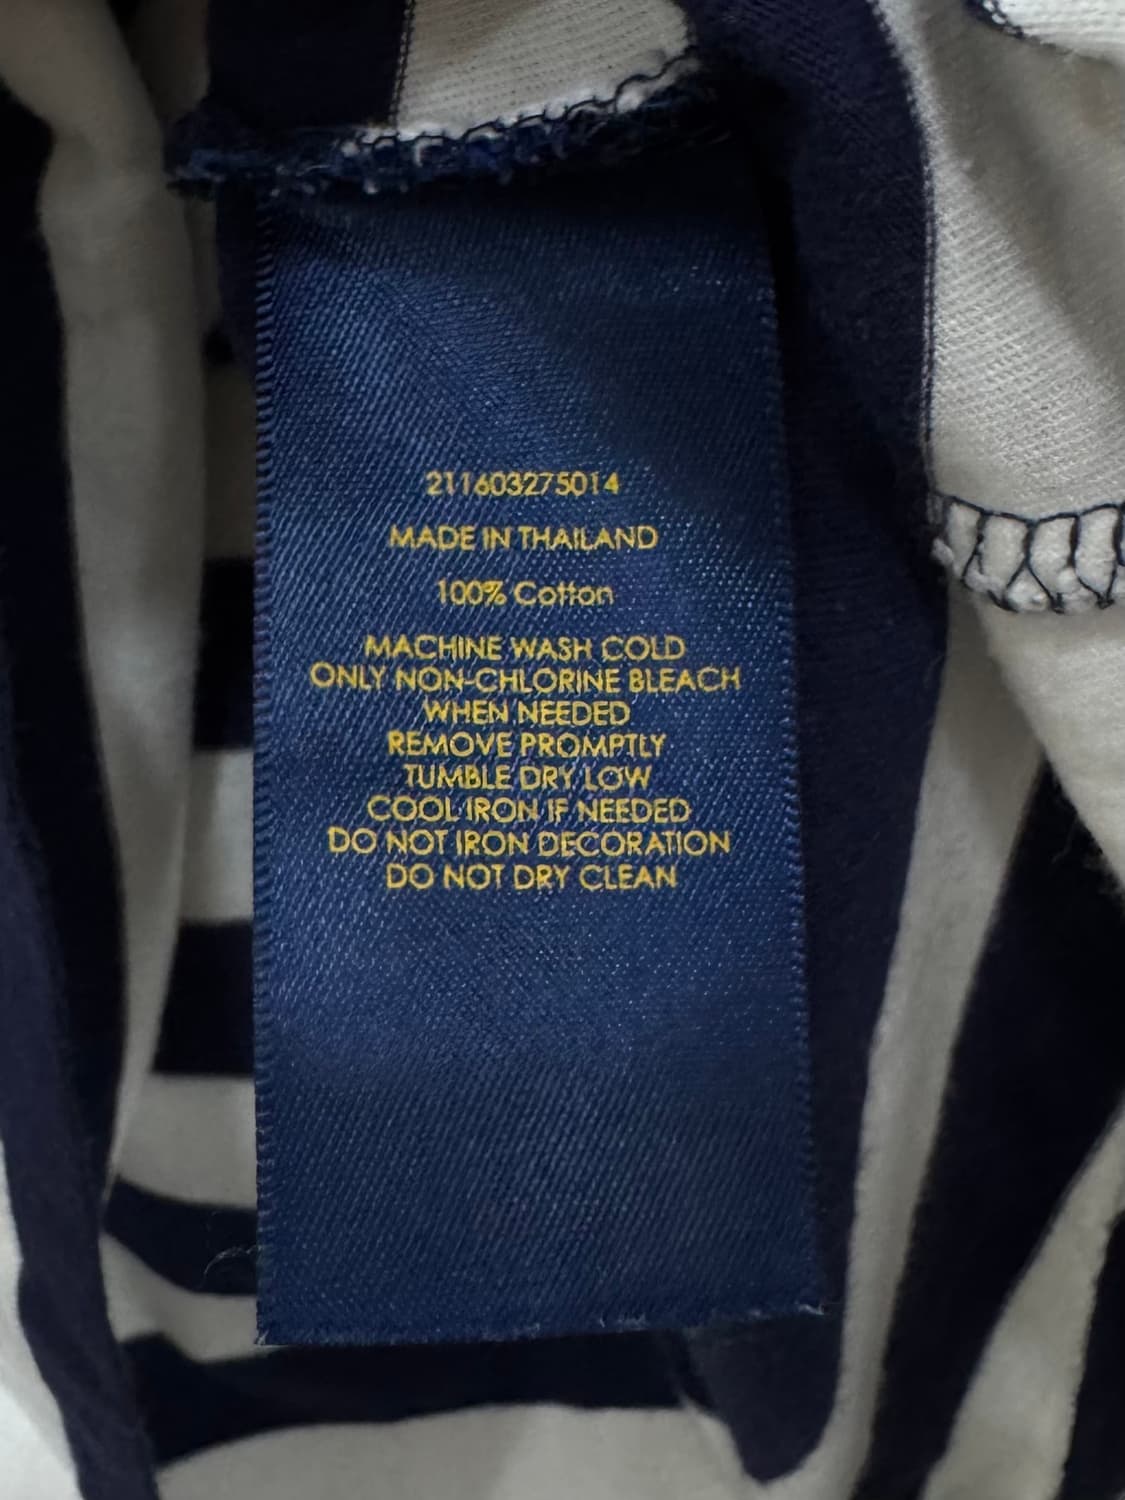 211603275014
MADE IN THAILAND
100% Cotton
MACHINE WASH COLD
ONLY NON-CHLORINE BLEACH
WHEN NEEDED
REMOVE PROMPTLY
TUMBLE DRY LOW
COOL IRON IF NEEDED
DO NOT IRON DECORATION
DO NOT DRY CLEAN